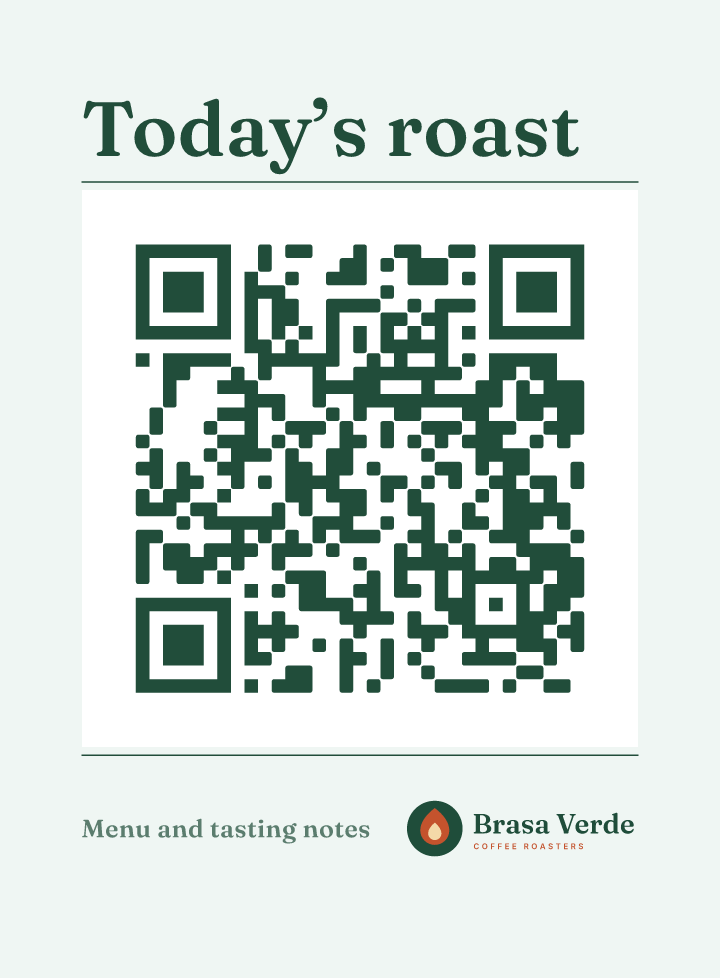 Today’s roast
Menu and tasting notes
Brasa Verde
COFFEE ROASTERS